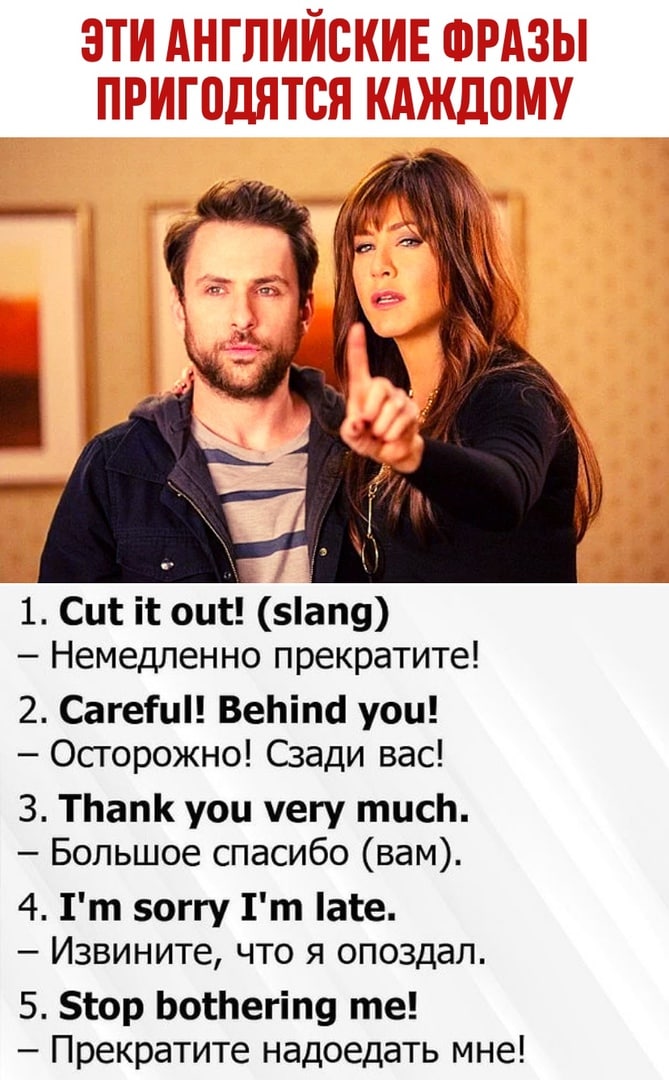 ЭТИ АНГЛИЙСКИЕ ФРАЗЫ
ПРИГОДЯТСЯ КАЖДОМУ
1. Cut it out! (slang)
– Немедленно прекратите!
2. Careful! Behind you!
– Осторожно! Сзади вас!
3. Thank you very much.
– Большое спасибо (вам).
4. I'm sorry I'm late.
– Извините, что я опоздал.
5. Stop bothering me!
– Прекратите надоедать мне!